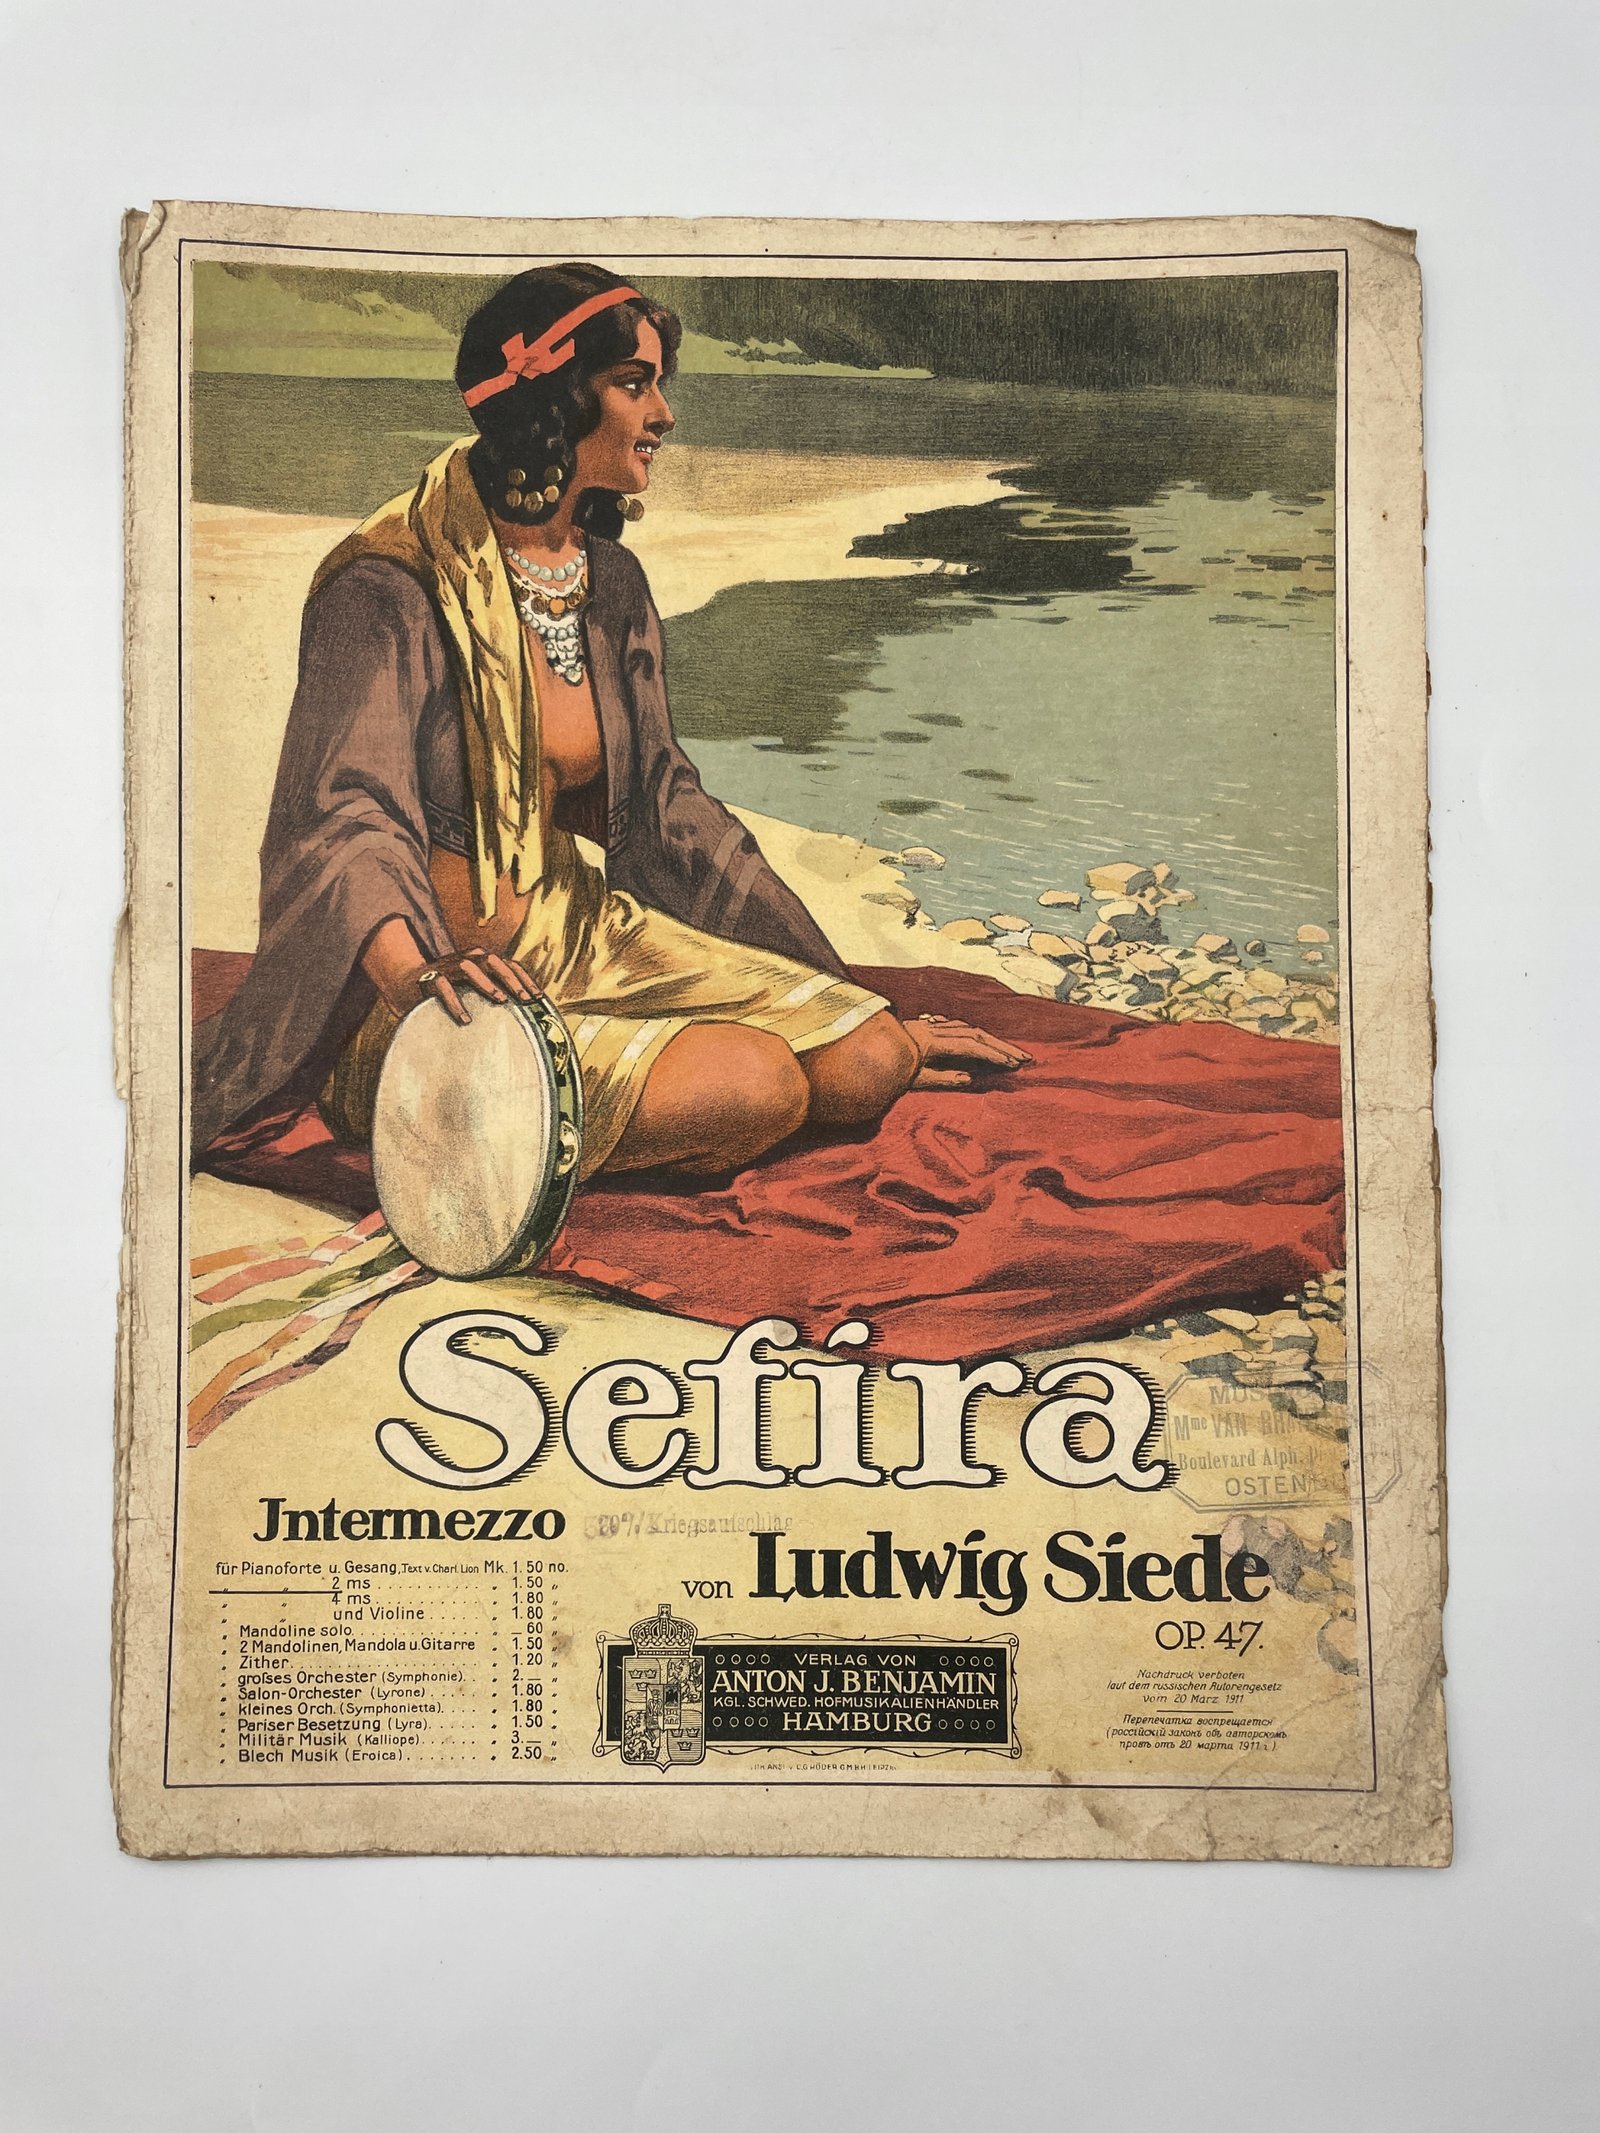 Sefira
Jntermezzo
für Pianoforte u. Gesang, Text v. Charl. Lion Mk. 1. 50 no.
„ „ 2 ms . . . . . . . . . . . „ 1. 50 „
„ „ 4 ms . . . . . . . . . . . „ 1. 80 „
„ „ und Violine . . . . . „ 1. 80 „
„ Mandoline solo . . . . . . . . . . . „ — 60 „
„ 2 Mandolinen, Mandola u. Gitarre „ 1. 50 „
„ Zither . . . . . . . . . . . . . . . . . „ 1. 20 „
„ grosses Orchester (Symphonie) . . „ 2. — „
„ Salon-Orchester (Lyrone) . . . . . „ 1. 80 „
„ kleines Orch. (Symphonietta) . . . . „ 1. 80 „
„ Pariser Besetzung (Lyra) . . . . . „ 1. 50 „
„ Militär Musik (Kalliope) . . . . . . „ 3. — „
„ Blech Musik (Eroica) . . . . . . . „ 2. 50 „
Kriegsaufschlag
von Ludwig Siede
OP. 47.
VERLAG VON
ANTON J. BENJAMIN
KGL. SCHWED. HOFMUSIKALIENHÄNDLER
HAMBURG
Nachdruck verboten
laut dem russischen Autorengesetz
vom 20 März 1911
Перепечатка воспрещается
(россійскій законъ объ авторскомъ
правѣ отъ 20 марта 1911 г.).
Mme VAN
Boulevard Alph.